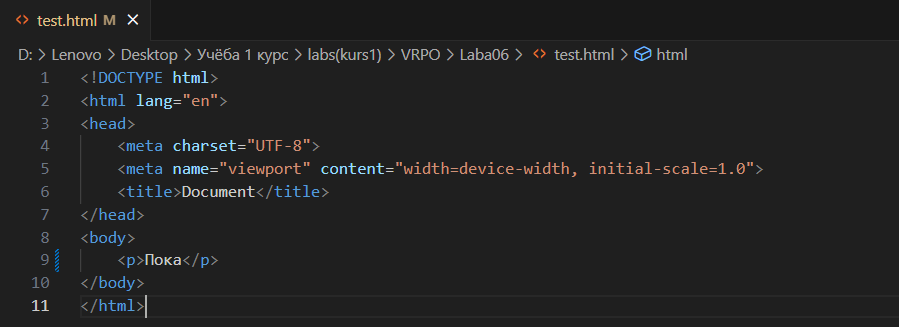 test.html M
D: > Lenovo > Desktop > Учёба 1 курс > labs(kurs1) > VRPO > Laba06 > test.html > html
1 <!DOCTYPE html>
2 <html lang="en">
3 <head>
4     <meta charset="UTF-8">
5     <meta name="viewport" content="width=device-width, initial-scale=1.0">
6     <title>Document</title>
7 </head>
8 <body>
9     <p>Пока</p>
10 </body>
11 </html>